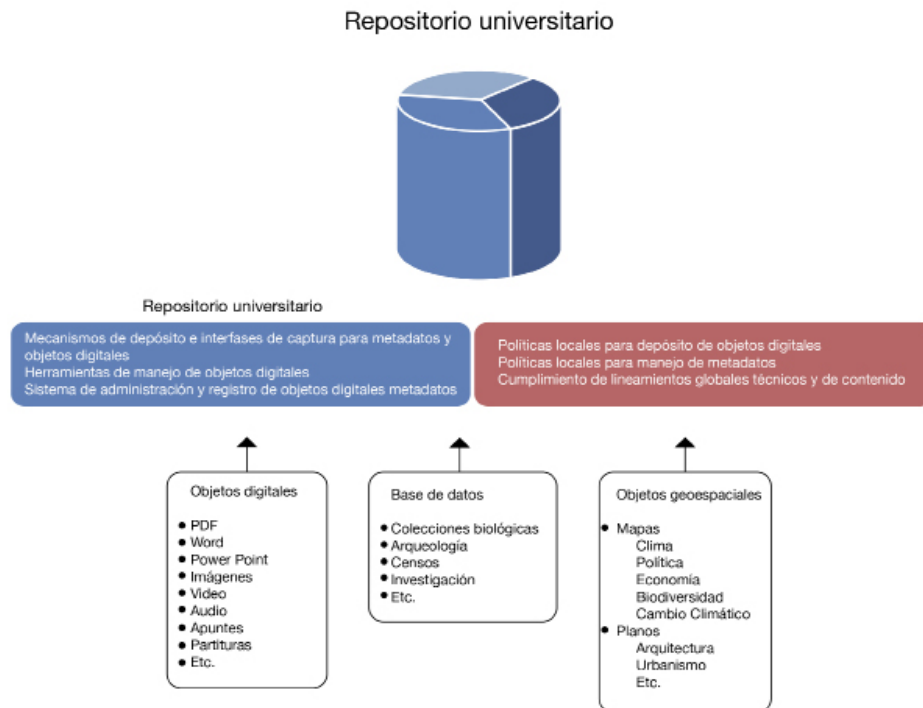 Repositorio universitario
Repositorio universitario
Mecanismos de depósito e interfases de captura para metadatos y
objetos digitales
Herramientas de manejo de objetos digitales
Sistema de administración y registro de objetos digitales metadatos
Políticas locales para depósito de objetos digitales
Políticas locales para manejo de metadatos
Cumplimiento de lineamientos globales técnicos y de contenido
Objetos digitales
• PDF
• Word
• Power Point
• Imágenes
• Video
• Audio
• Apuntes
• Partituras
• Etc.
Base de datos
• Colecciones biológicas
• Arqueología
• Censos
• Investigación
• Etc.
Objetos geoespaciales
• Mapas
Clima
Política
Economía
Biodiversidad
Cambio Climático
• Planos
Arquitectura
Urbanismo
Etc.